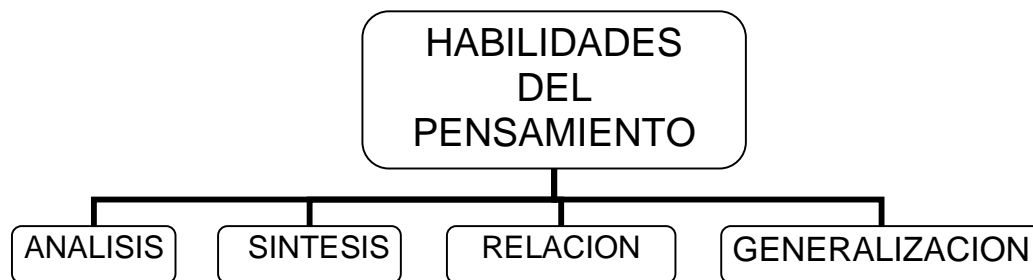 HABILIDADES
DEL
PENSAMIENTO
ANALISIS
SINTESIS
RELACION
GENERALIZACION